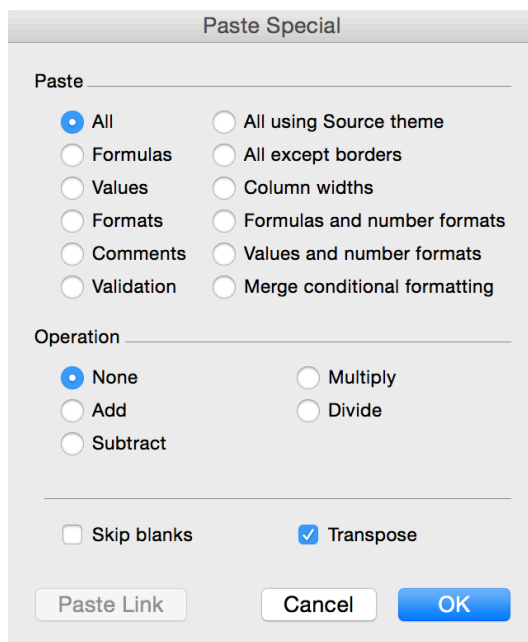 Paste Special
Paste
All All using Source theme
Formulas All except borders
Values Column widths
Formats Formulas and number formats
Comments Values and number formats
Validation Merge conditional formatting
Operation
None Multiply
Add Divide
Subtract
Skip blanks Transpose
Paste Link Cancel OK